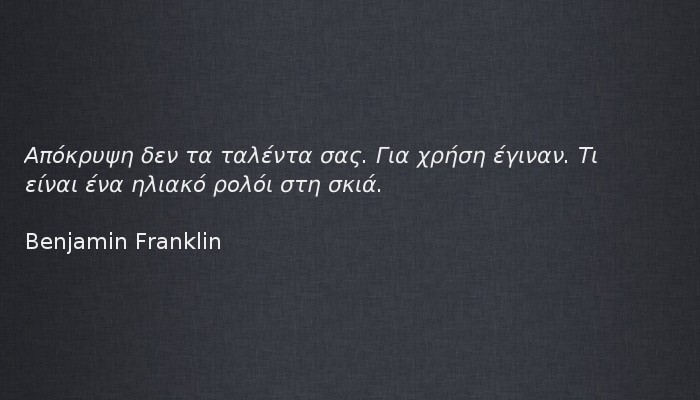 Απόκρυψη δεν τα ταλέντα σας. Για χρήση έγιναν. Τι
είναι ένα ηλιακό ρολόι στη σκιά.
Benjamin Franklin